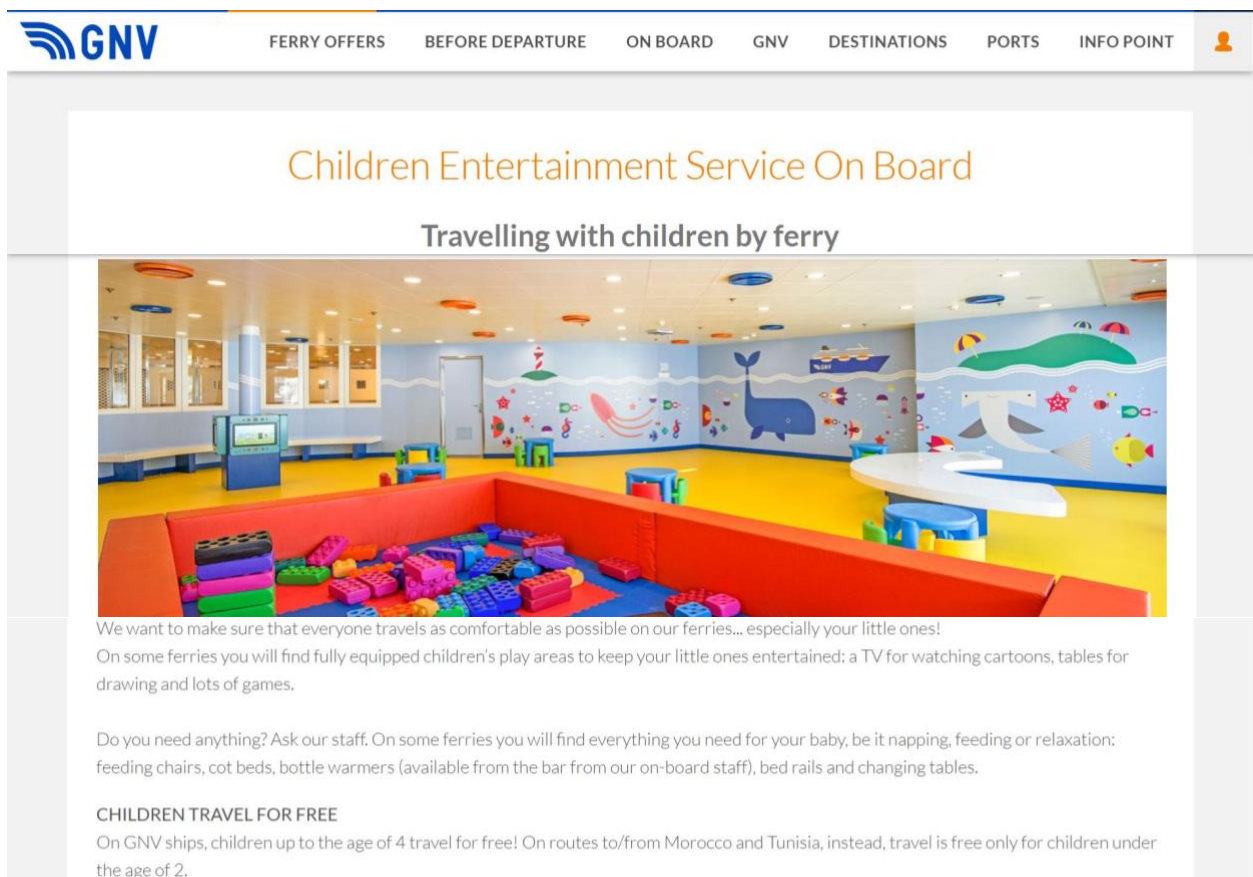 GNV
FERRY OFFERS
BEFORE DEPARTURE
ON BOARD
GNV
DESTINATIONS
PORTS
INFO POINT
Children Entertainment Service On Board
Travelling with children by ferry
GNV
We want to make sure that everyone travels as comfortable as possible on our ferries... especially your little ones!
On some ferries you will find fully equipped children's play areas to keep your little ones entertained: a TV for watching cartoons, tables for
drawing and lots of games.
Do you need anything? Ask our staff. On some ferries you will find everything you need for your baby, be it napping, feeding or relaxation:
feeding chairs, cot beds, bottle warmers (available from the bar from our on-board staff), bed rails and changing tables.
CHILDREN TRAVEL FOR FREE
On GNV ships, children up to the age of 4 travel for free! On routes to/from Morocco and Tunisia, instead, travel is free only for children under
the age of 2.